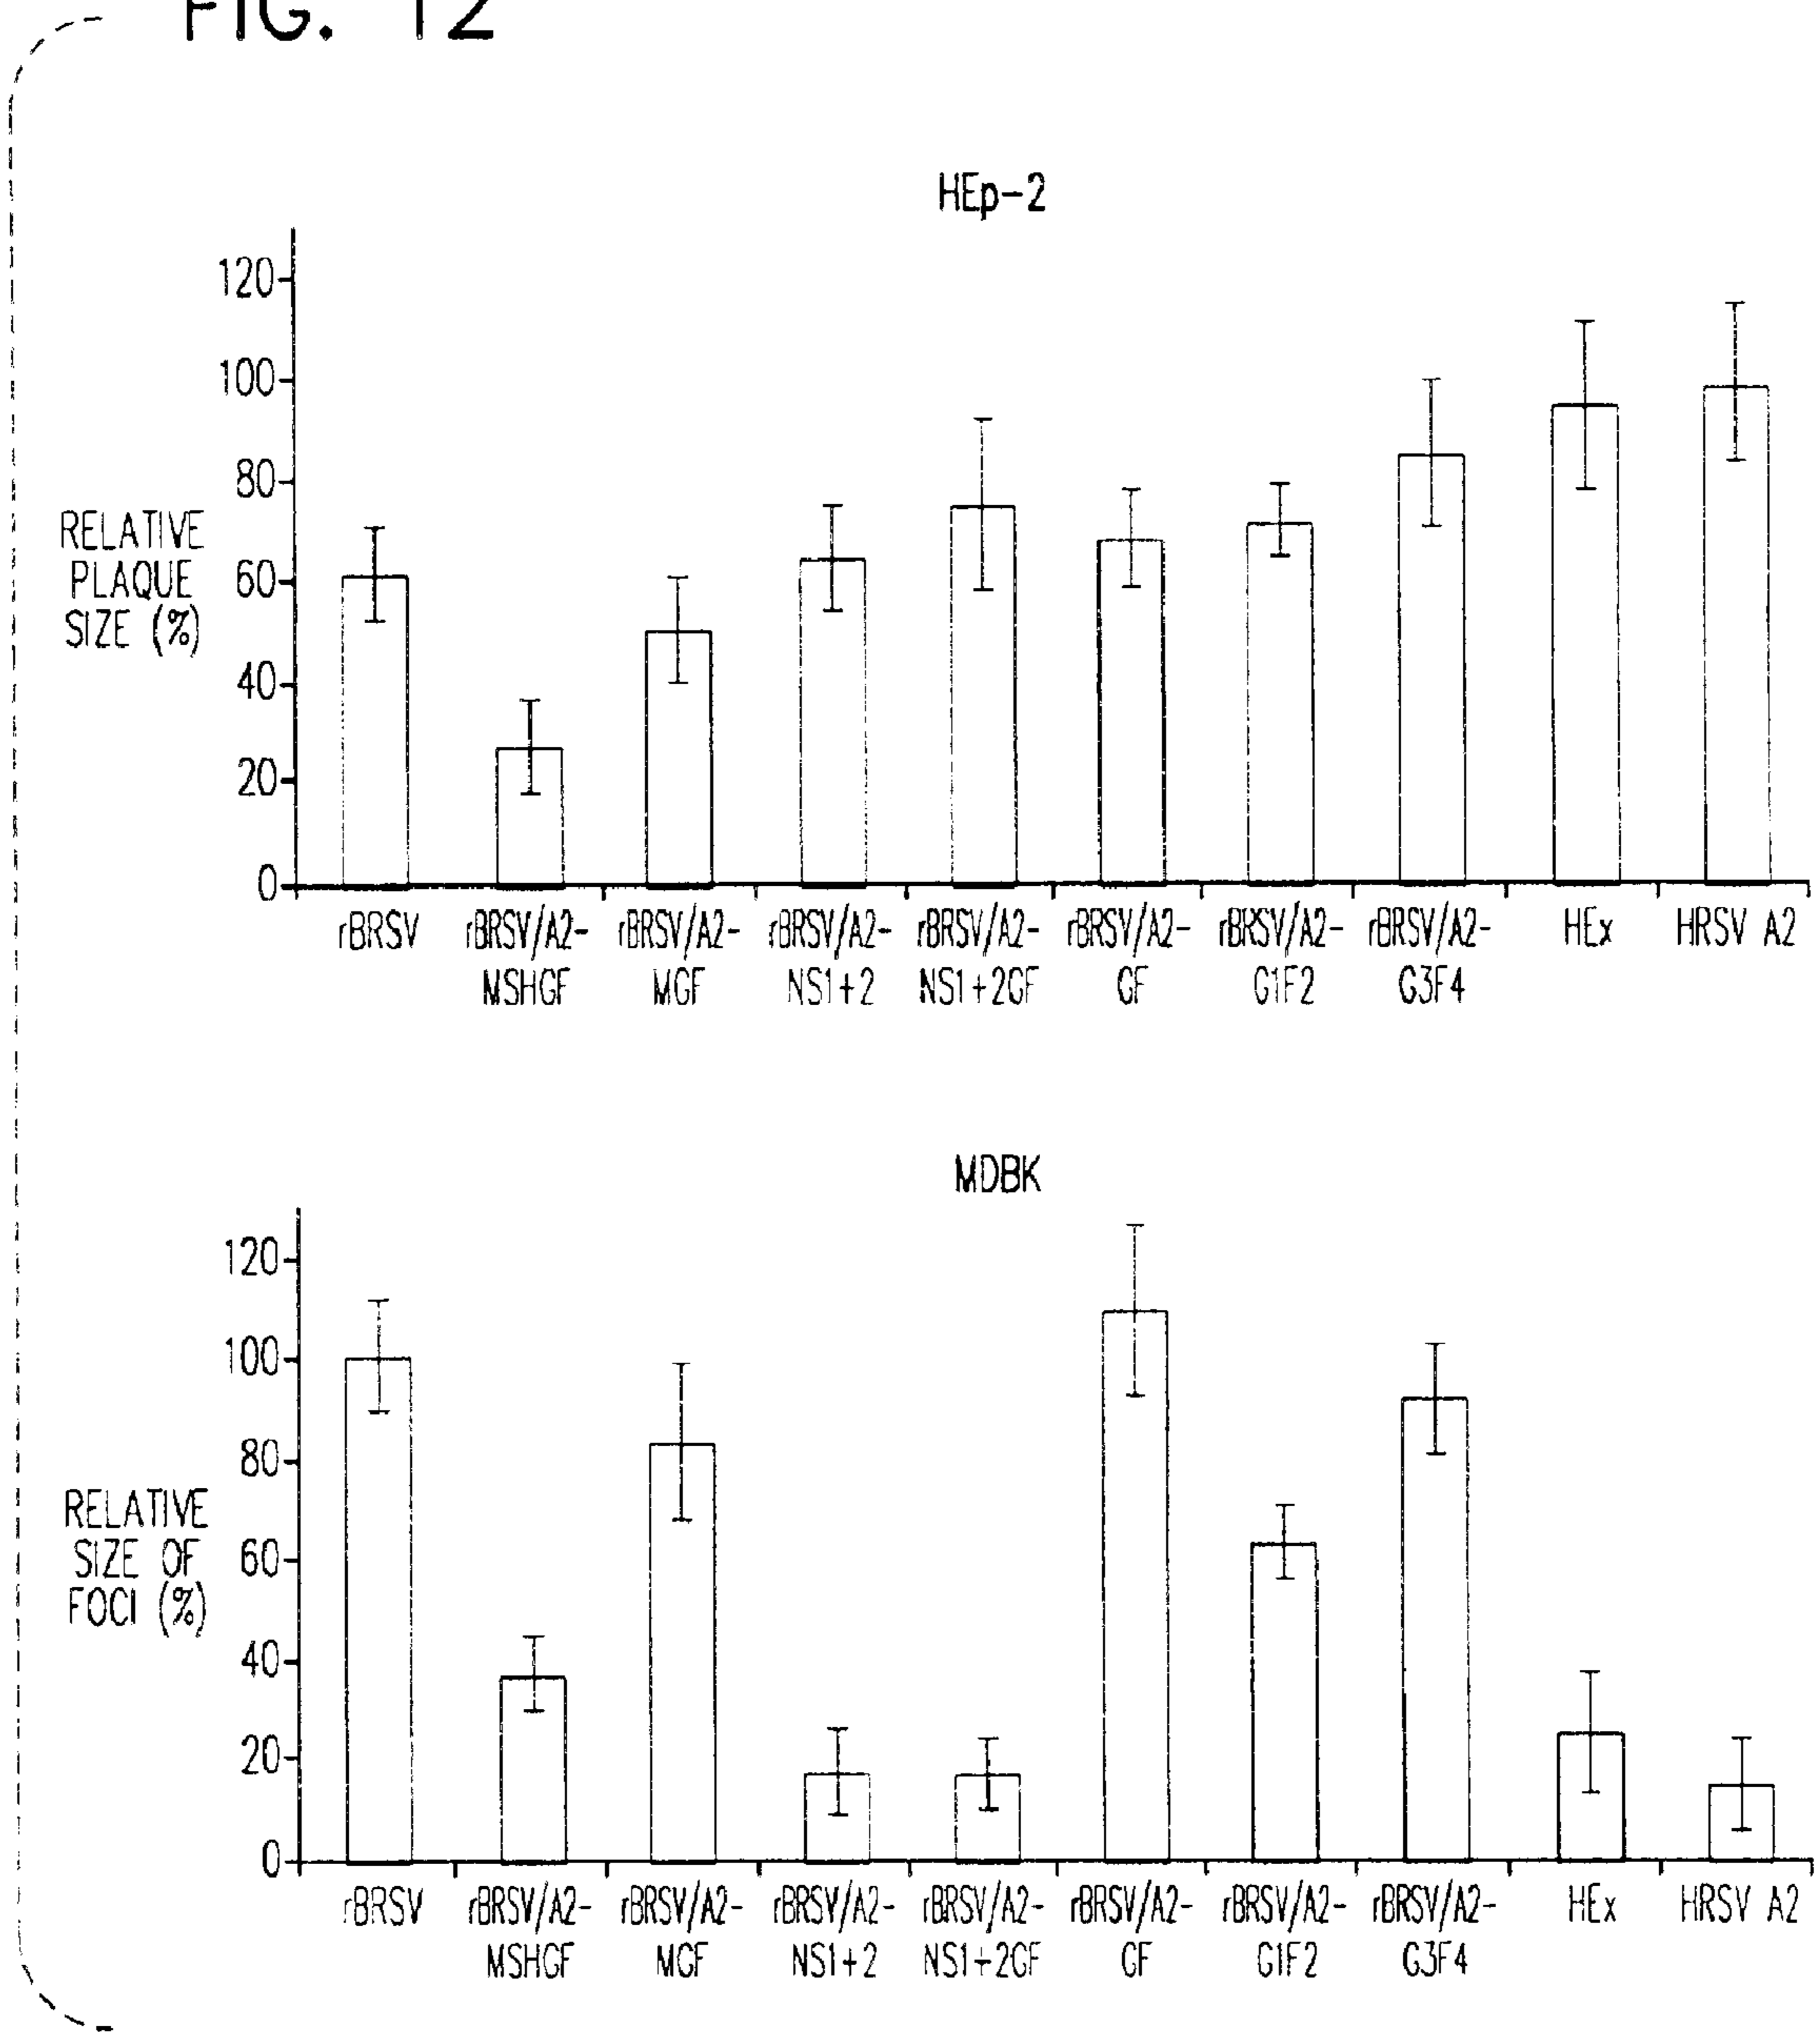 FIG. 12
HEp-2
120
100
80
60
40
20
0
RELATIVE
PLAQUE
SIZE (%)
rBRSV
rBRSV/A2-
MSHGF
rBRSV/A2-
MGF
rBRSV/A2-
NS1+2
rBRSV/A2-
NS1+2GF
rBRSV/A2-
GF
rBRSV/A2-
G1F2
rBRSV/A2-
G3F4
HEx
HRSV A2
MDBK
120
100
80
60
40
20
0
RELATIVE
SIZE OF
FOCI (%)
rBRSV
rBRSV/A2-
MSHGF
rBRSV/A2-
MGF
rBRSV/A2-
NS1+2
rBRSV/A2-
NS1+2GF
rBRSV/A2-
GF
rBRSV/A2-
G1F2
rBRSV/A2-
G3F4
HEx
HRSV A2